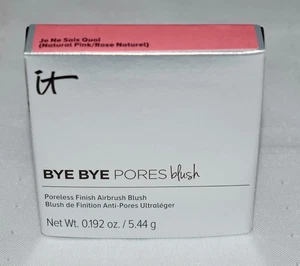 Je Ne Sais Quoi
(Natural Pink/Rose Naturel)
it
BYE BYE PORES blush
Poreless Finish Airbrush Blush
Blush de Finition Anti-Pores Ultraléger
Net Wt. 0.192 oz. / 5.44 g